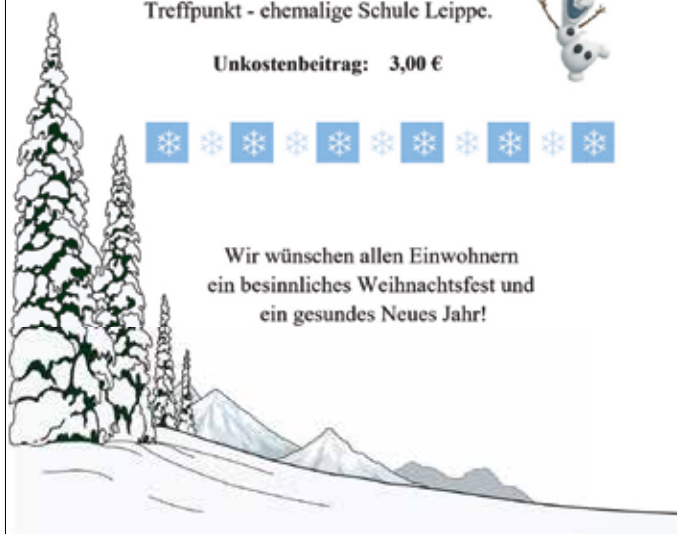 Treffpunkt - ehemalige Schule Leippe.
Unkostenbeitrag: 3,00 €
Wir wünschen allen Einwohnern
ein besinnliches Weihnachtsfest und
ein gesundes Neues Jahr!